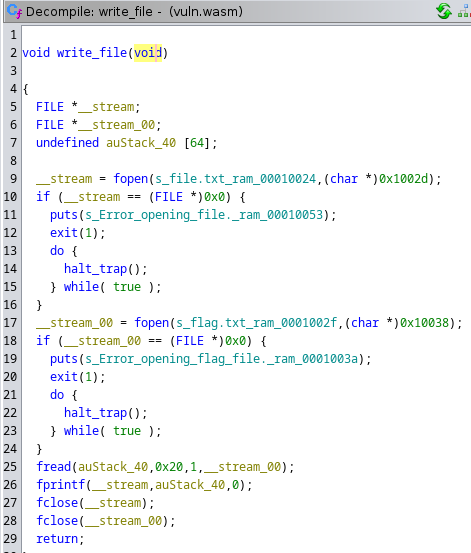 Decompile: write_file - (vuln.wasm)
1
2 void write_file(void)
3
4 {
5 FILE *__stream;
6 FILE *__stream_00;
7 undefined auStack_40 [64];
8
9 __stream = fopen(s_file.txt_ram_00010024,(char *)0x1002d);
10 if (__stream == (FILE *)0x0) {
11 puts(s_Error_opening_file._ram_00010053);
12 exit(1);
13 do {
14 halt_trap();
15 } while( true );
16 }
17 __stream_00 = fopen(s_flag.txt_ram_0001002f,(char *)0x10038);
18 if (__stream_00 == (FILE *)0x0) {
19 puts(s_Error_opening_flag_file._ram_0001003a);
20 exit(1);
21 do {
22 halt_trap();
23 } while( true );
24 }
25 fread(auStack_40,0x20,1,__stream_00);
26 fprintf(__stream,auStack_40,0);
27 fclose(__stream);
28 fclose(__stream_00);
29 return;